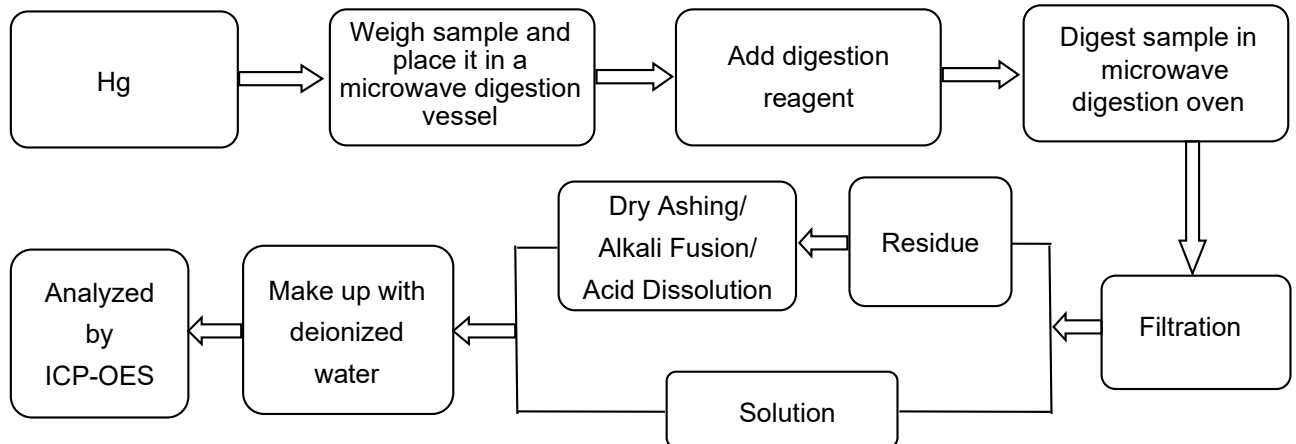 Hg
Weigh sample and
place it in a
microwave digestion
vessel
Add digestion
reagent
Digest sample in
microwave
digestion oven
Filtration
Residue
Dry Ashing/
Alkali Fusion/
Acid Dissolution
Solution
Make up with
deionized
water
Analyzed
by
ICP-OES